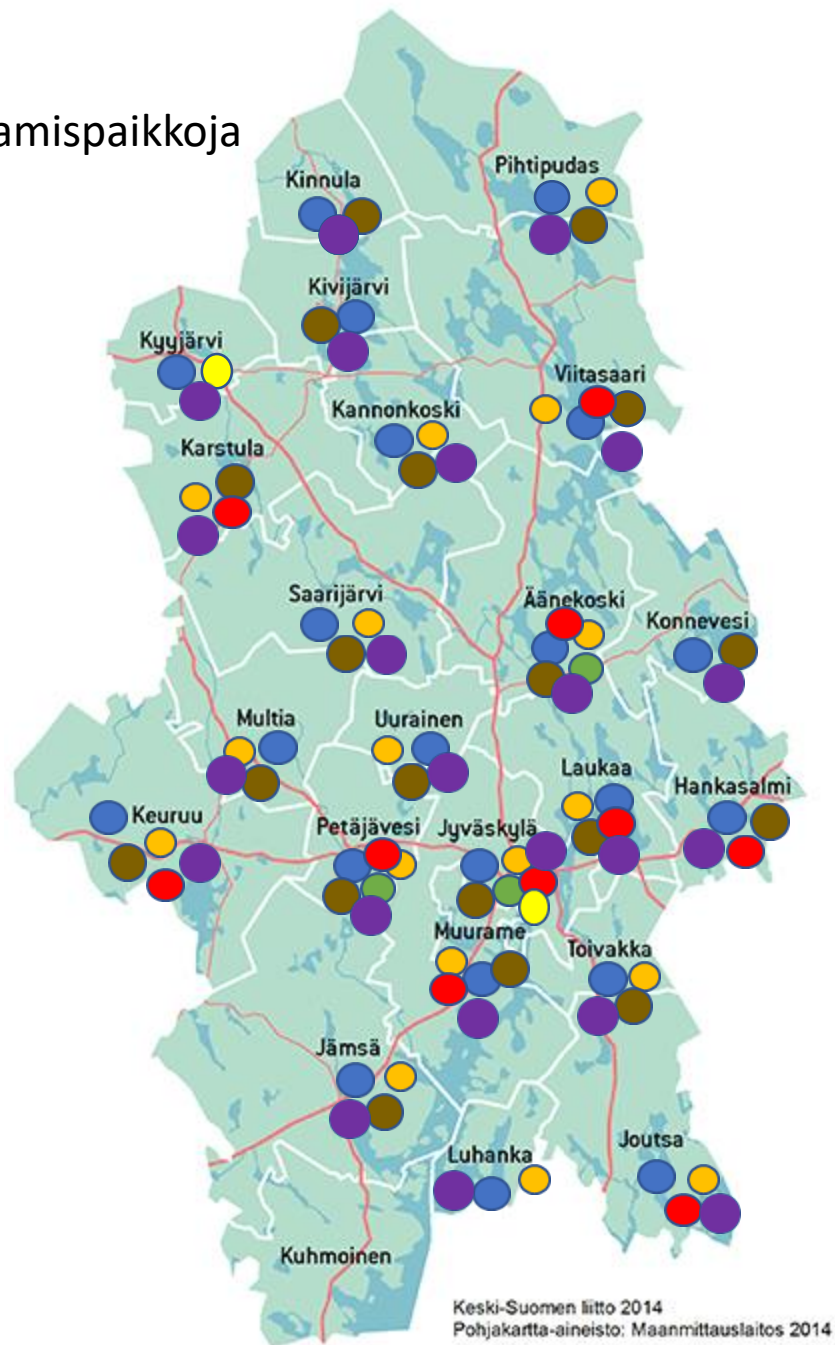 amispaikkoja
Pihtipudas
Kinnula
Kivijärvi
Kyyjärvi
Viitasaari
Kannonkoski
Karstula
Saarijärvi
Äänekoski
Konnevesi
Multia
Uurainen
Laukaa
Hankasalmi
Keuruu
Petäjävesi
Jyväskylä
Muurame
Toivakka
Jämsä
Joutsa
Luhanka
Kuhmoinen
Keski-Suomen liitto 2014
Pohjakartta-aineisto: Maanmittauslaitos 2014